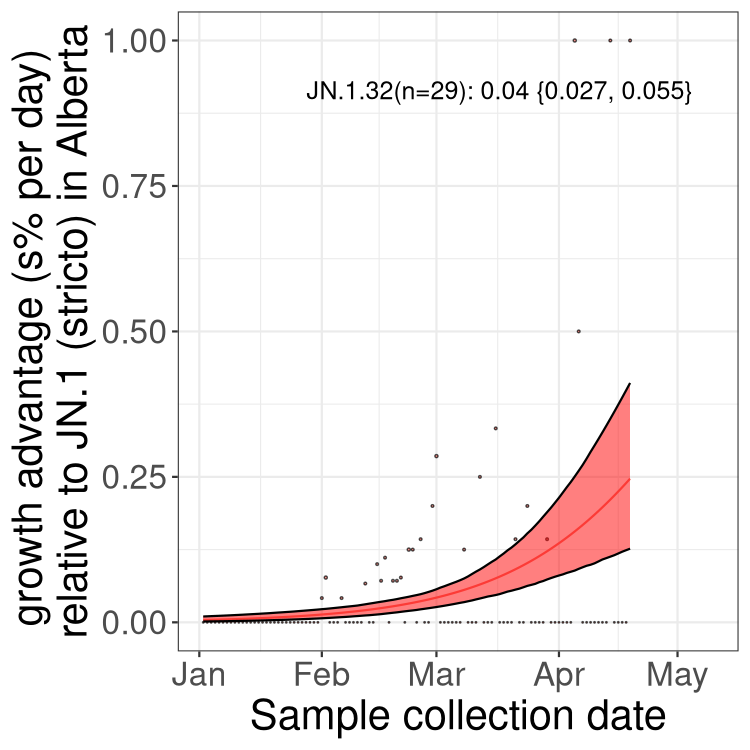 growth advantage (s% per day)
relative to JN.1 (stricto) in Alberta
1.00
0.75
0.50
0.25
0.00
JN.1.32(n=29): 0.04 {0.027, 0.055}
Jan Feb Mar Apr May
Sample collection date